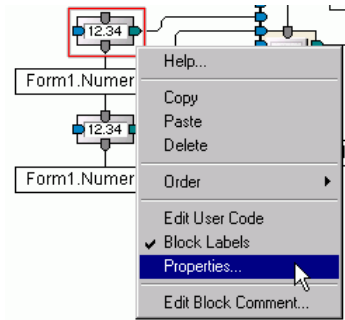 12.34
Help...
Form1.Numer
Copy
Paste
12.34
Delete
Form1.Numer
Order
Edit User Code
Block Labels
Properties...
Edit Block Comment...